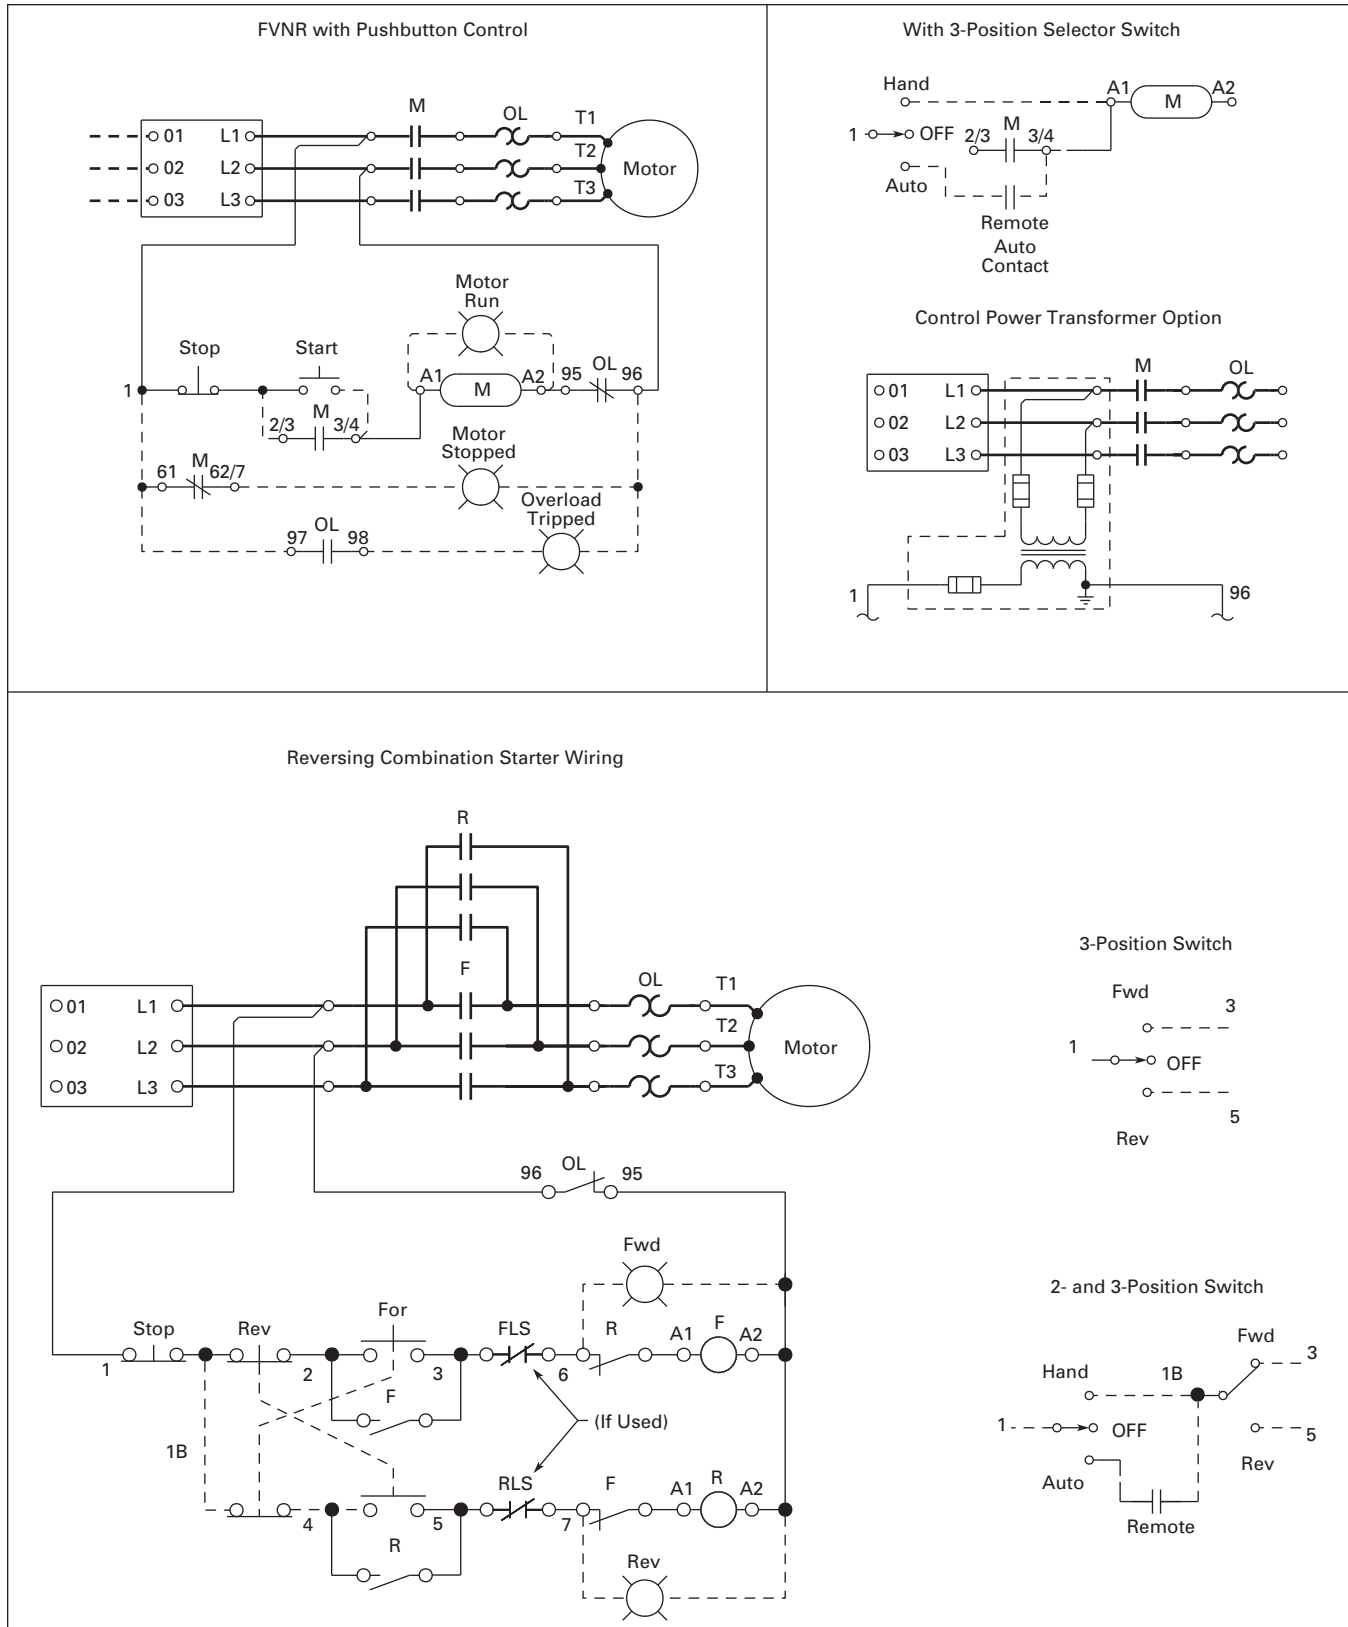 FVNR with Pushbutton Control
M
OL
T1
01
L1
T2
02
L2
Motor
T3
03
L3
Motor
Run
Stop
Start
OL
1
A1
M
A2
95
96
M
2/3
3/4
Motor
Stopped
61
M
62/7
Overload
Tripped
OL
97
98
With 3-Position Selector Switch
Hand
A1
M
A2
1
OFF
2/3
M
3/4
Auto
Remote
Auto
Contact
Control Power Transformer Option
M
OL
01
L1
02
L2
03
L3
1
96
Reversing Combination Starter Wiring
R
F
OL
T1
01
L1
T2
02
L2
Motor
T3
03
L3
96
OL
95
Fwd
For
Stop
Rev
FLS
R
A1
F
A2
1
2
3
6
F
(If Used)
1B
RLS
F
A1
R
A2
4
5
7
R
Rev
3-Position Switch
Fwd
3
1
OFF
5
Rev
2- and 3-Position Switch
Fwd
3
Hand
1B
1
OFF
5
Rev
Auto
Remote